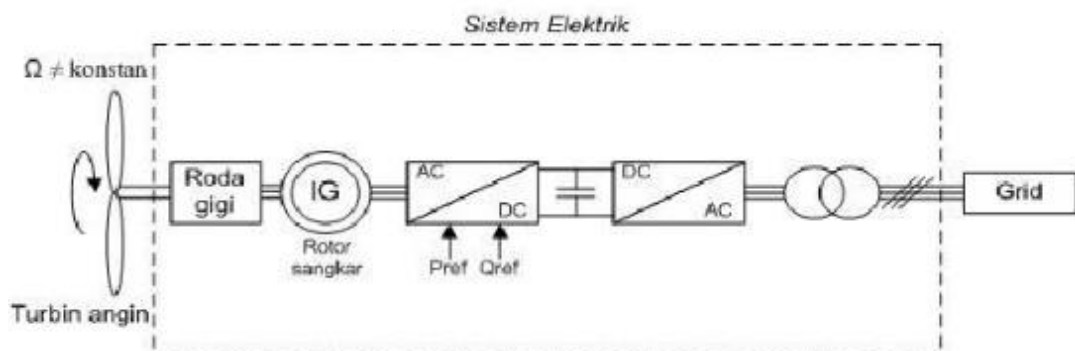 Sistem Elektrik
Ω ≠ konstan
Roda
gigi
IG
AC
DC
DC
AC
Grid
Rotor
sangkar
Pref Qref
Turbin angin